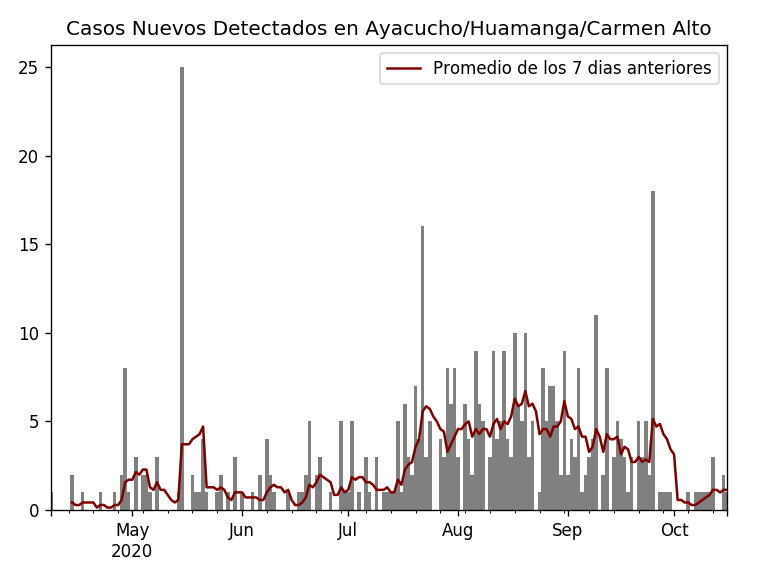 Casos Nuevos Detectados en Ayacucho/Huamanga/Carmen Alto
Promedio de los 7 dias anteriores
25
20
15
10
5
0
May Jun Jul Aug Sep Oct
2020